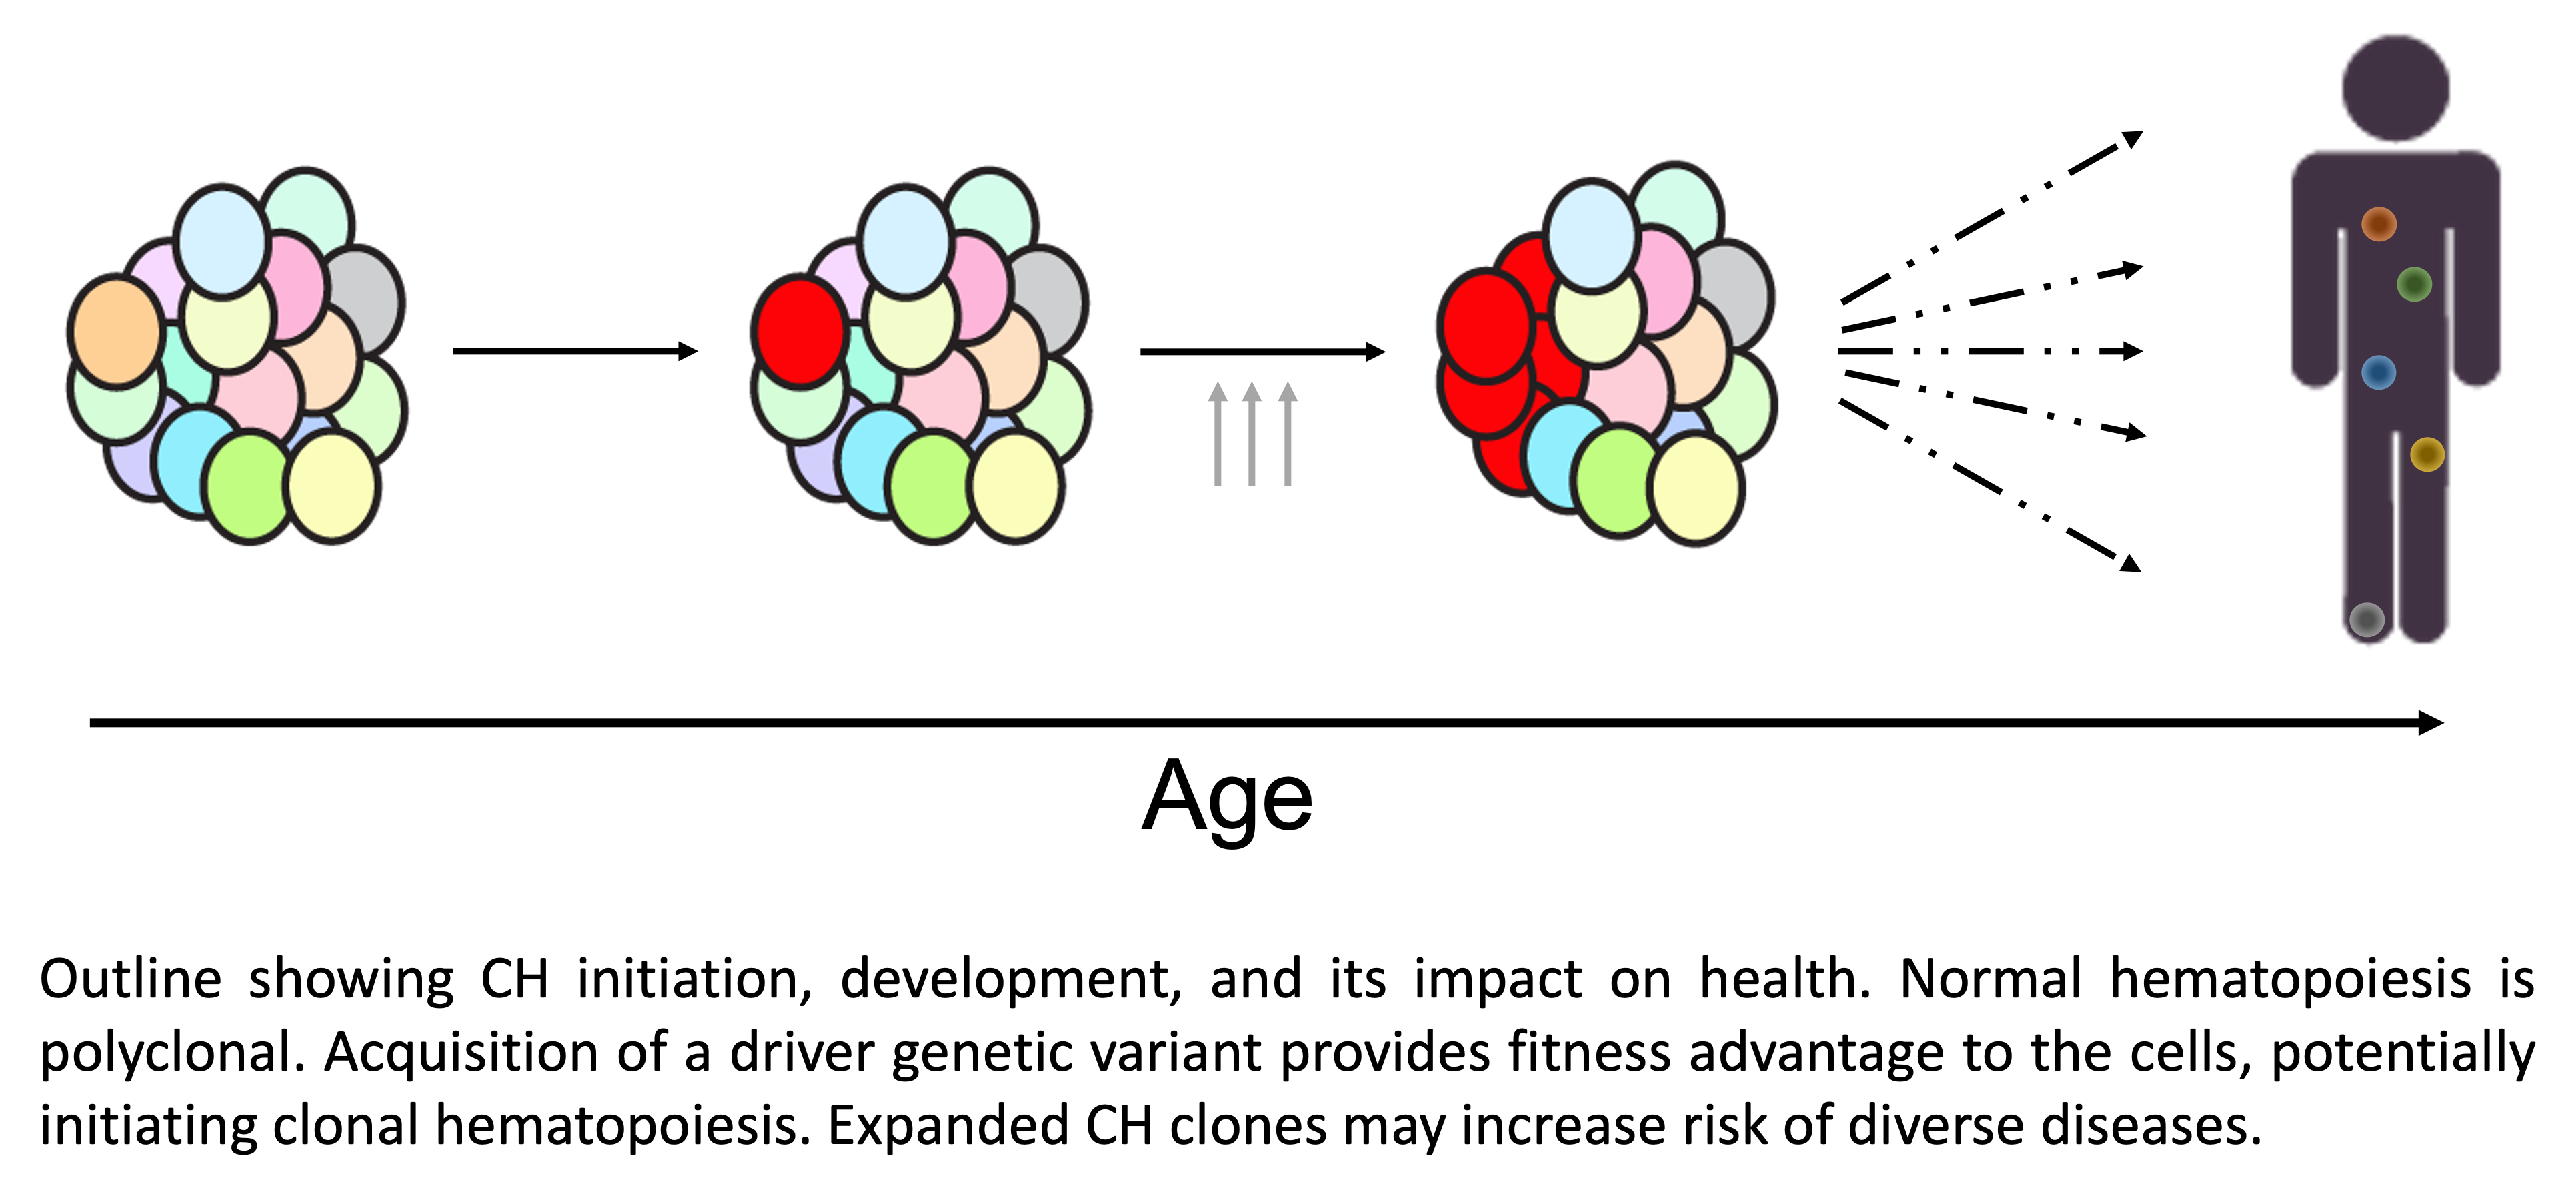 Age
Outline showing CH initiation, development, and its impact on health. Normal hematopoiesis is
polyclonal. Acquisition of a driver genetic variant provides fitness advantage to the cells, potentially
initiating clonal hematopoiesis. Expanded CH clones may increase risk of diverse diseases.